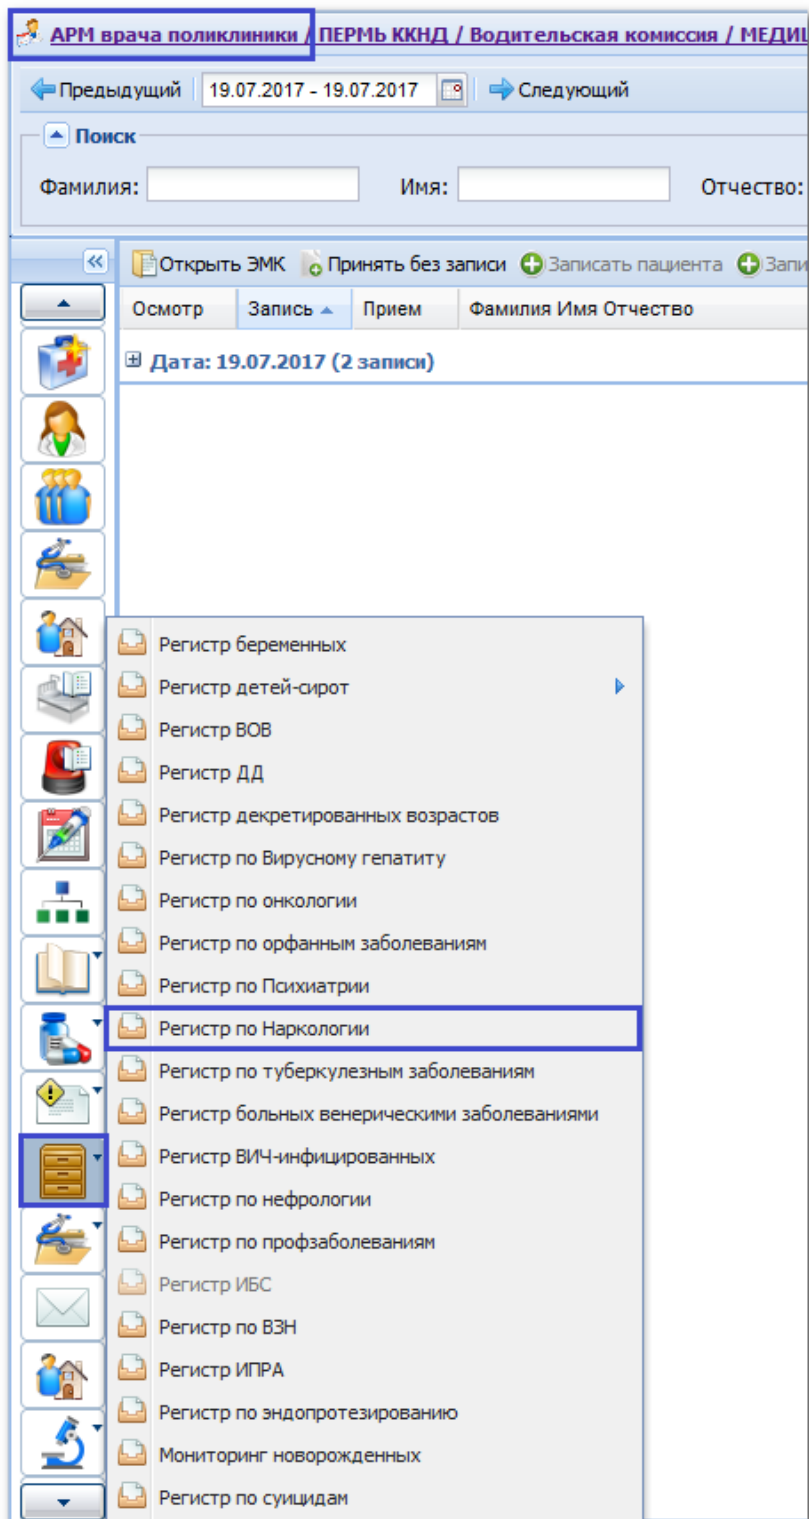 АРМ врача поликлиники / ПЕРМЬ ККНД / Водительская комиссия /
Предыдущий 19.07.2017 - 19.07.2017 Следующий
Поиск
Фамилия: Имя: Отчество:
Открыть ЭМК Принять без записи Записать пациента
Осмотр Запись Прием Фамилия Имя Отчество
Дата: 19.07.2017 (2 записи)
Регистр беременных
Регистр детей-сирот
Регистр ВОВ
Регистр ДД
Регистр декретированных возрастов
Регистр по Вирусному гепатиту
Регистр по онкологии
Регистр по орфанным заболеваниям
Регистр по Психиатрии
Регистр по Наркологии
Регистр по туберкулезным заболеваниям
Регистр больных венерическими заболеваниями
Регистр ВИЧ-инфицированных
Регистр по нефрологии
Регистр по профзаболеваниям
Регистр ИБС
Регистр по ВЗН
Регистр ИПРА
Регистр по эндопротезированию
Мониторинг новорожденных
Регистр по суицидам